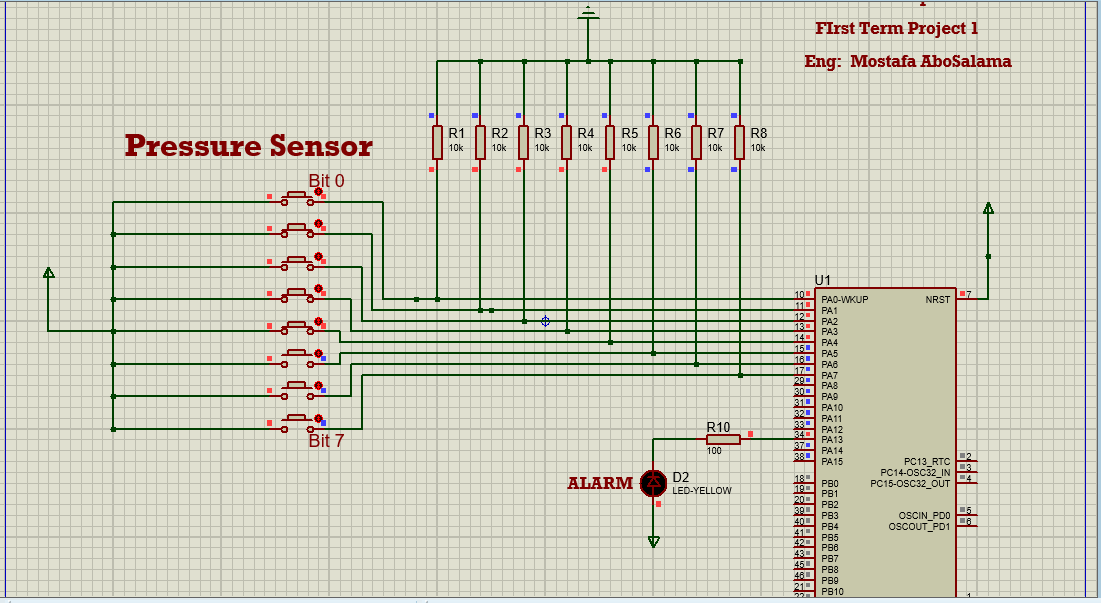 FIrst Term Project 1
Eng: Mostafa AboSalama
R1
10k
R2
10k
R3
10k
R4
10k
R5
10k
R6
10k
R7
10k
R8
10k
Pressure Sensor
Bit 0
Bit 7
U1
10 PA0-WKUP NRST 7
11 PA1
12 PA2
13 PA3
14 PA4
15 PA5
16 PA6
17 PA7
29 PA8
30 PA9
31 PA10
32 PA11
33 PA12
34 PA13
37 PA14
38 PA15
PC13_RTC 2
PC14-OSC32_IN 3
PC15-OSC32_OUT 4
18 PB0
19 PB1
20 PB2
39 PB3
40 PB4
41 PB5
42 PB6
43 PB7
45 PB8
46 PB9
21 PB10
OSCIN_PD0 5
OSCOUT_PD1 6
R10
100
ALARM
D2
LED-YELLOW